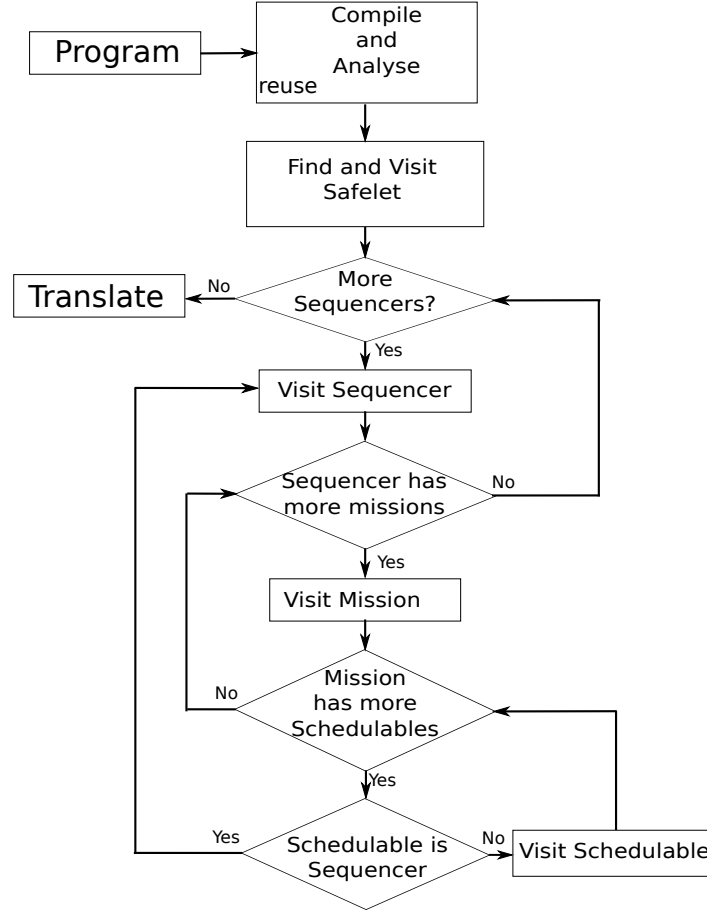 Program
Compile
and
Analyse
reuse
Find and Visit
Safelet
More
Sequencers?
No
Translate
Yes
Visit Sequencer
Sequencer has
more missions
No
Yes
Visit Mission
Mission
has more
Schedulables
No
Yes
Schedulable is
Sequencer
Yes
No
Visit Schedulable